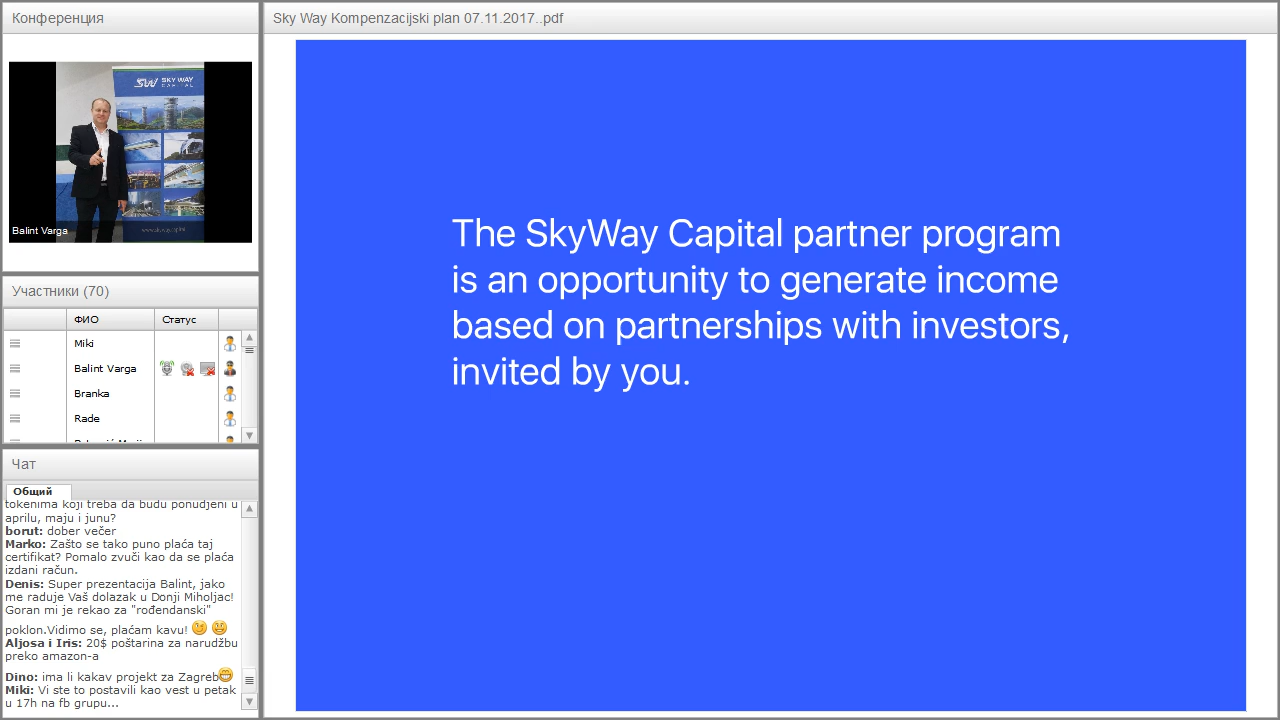 Конференция
SKY WAY
CAPITAL
Balint Varga
Участники (70)
ФИО
Статус
Miki
Balint Varga
Branka
Rade
Чат
Общий
tokenima koji treba da budu ponudjeni u
aprilu, maju i junu?
borut: dober večer
Marko: Zašto se tako puno plaća taj
certifikat? Pomalo zvuči kao da se plaća
izdani račun.
Denis: Super prezentacija Balint, jako
me raduje Vaš dolazak u Donji Miholjac!
Goran mi je rekao za "rođendanski"
poklon.Vidimo se, plaćam kavu!
Aljosa i Iris: 20$ poštarina za narudžbu
preko amazon-a
Dino: ima li kakav projekt za Zagreb
Miki: Vi ste to postavili kao vest u petak
u 17h na fb grupu...
Sky Way Kompenzacijski plan 07.11.2017..pdf
The SkyWay Capital partner program
is an opportunity to generate income
based on partnerships with investors,
invited by you.